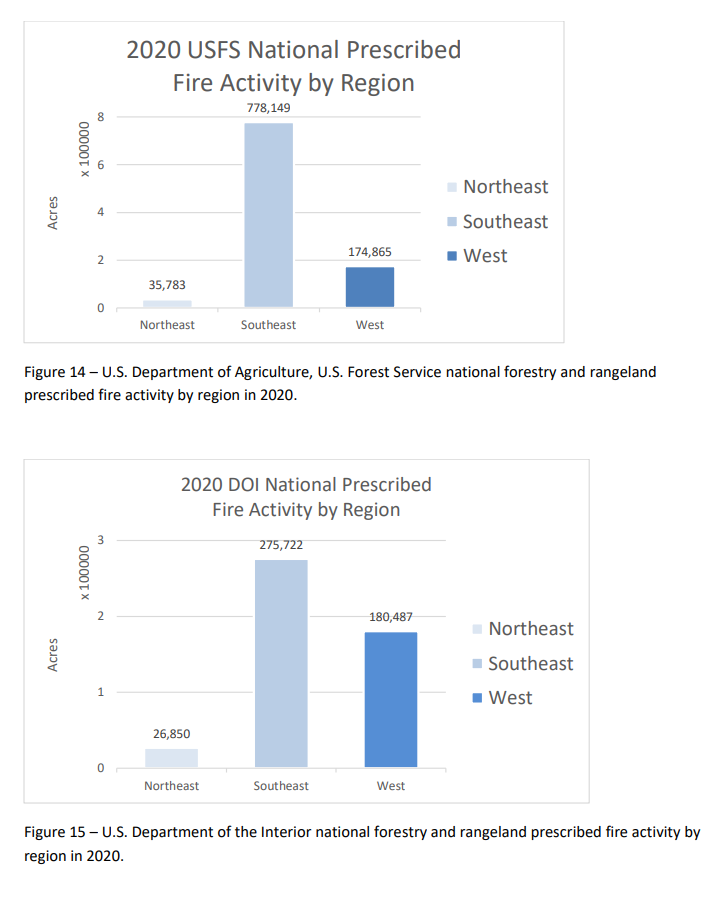 2020 USFS National Prescribed
Fire Activity by Region
778,149
8
x 100000
6
Acres
4
174,865
2
35,783
0
Northeast
Southeast
West
Northeast
Southeast
West
Figure 14 – U.S. Department of Agriculture, U.S. Forest Service national forestry and rangeland
prescribed fire activity by region in 2020.
2020 DOI National Prescribed
Fire Activity by Region
3
275,722
x 100000
2
180,487
Acres
1
26,850
0
Northeast
Southeast
West
Northeast
Southeast
West
Figure 15 – U.S. Department of the Interior national forestry and rangeland prescribed fire activity by
region in 2020.